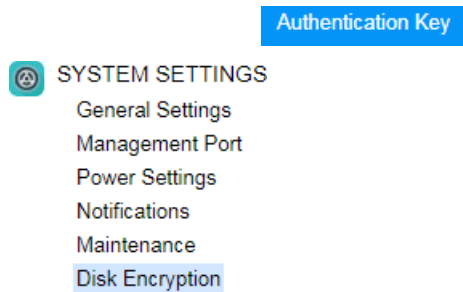 Authentication Key
SYSTEM SETTINGS
General Settings
Management Port
Power Settings
Notifications
Maintenance
Disk Encryption